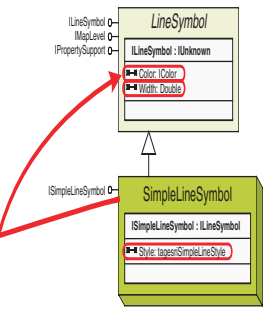 LineSymbol
ILineSymbol
IMapLevel
IPropertySupport
ILineSymbol : IUnknown
Color: IColor
Width: Double
ISimpleLineSymbol
SimpleLineSymbol
ISimpleLineSymbol : ILineSymbol
Style: tagesriSimpleLineStyle